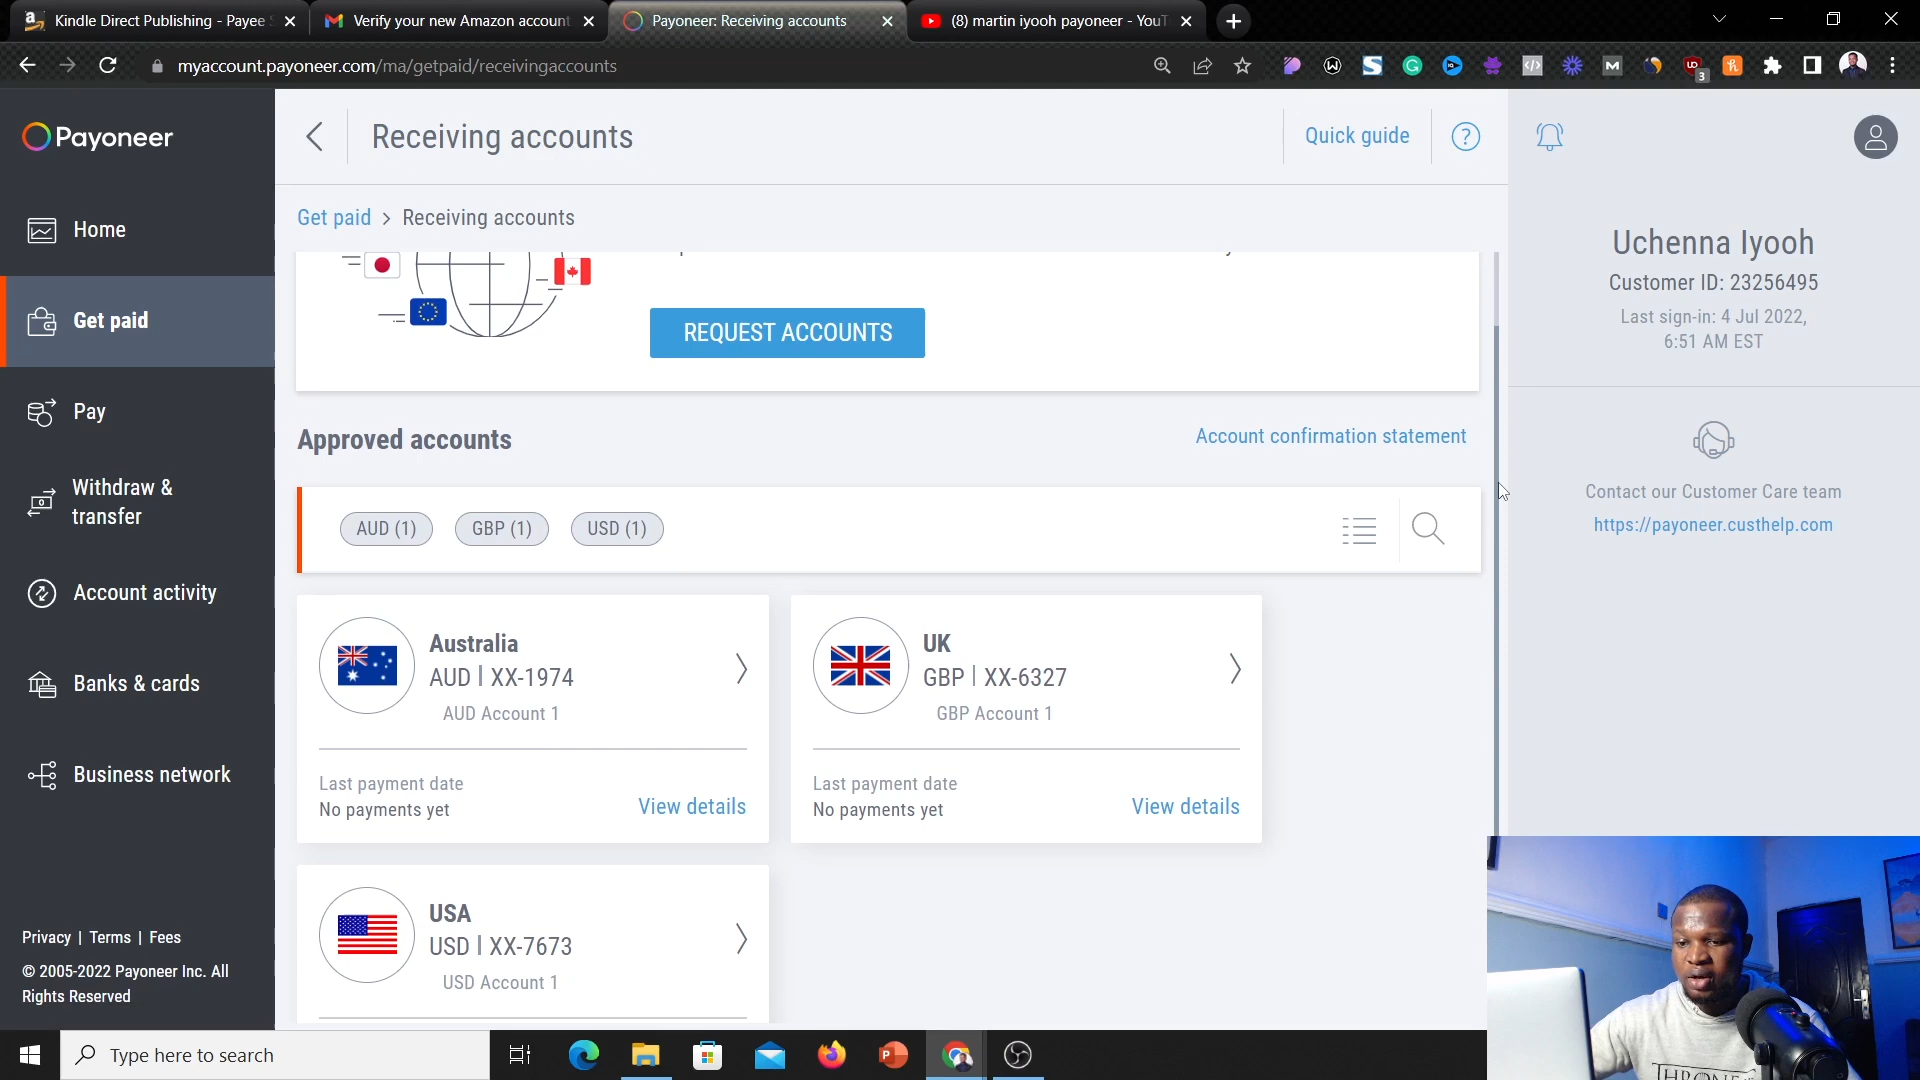 Kindle Direct Publishing - Payee
Verify your new Amazon account
Payoneer: Receiving accounts
(8) martin iyooh payoneer - YouT
myaccount.payoneer.com/ma/getpaid/receivingaccounts
3
Payoneer
Home
Get paid
Pay
Withdraw &
transfer
Account activity
Banks & cards
Business network
Privacy | Terms | Fees
© 2005-2022 Payoneer Inc. All
Rights Reserved
Receiving accounts
Quick guide
?
Get paid > Receiving accounts
REQUEST ACCOUNTS
Approved accounts
Account confirmation statement
AUD (1)
GBP (1)
USD (1)
Australia
AUD | XX-1974
AUD Account 1
Last payment date
No payments yet
View details
UK
GBP | XX-6327
GBP Account 1
Last payment date
No payments yet
View details
USA
USD | XX-7673
USD Account 1
Uchenna Iyooh
Customer ID: 23256495
Last sign-in: 4 Jul 2022,
6:51 AM EST
Contact our Customer Care team
https://payoneer.custhelp.com
Type here to search